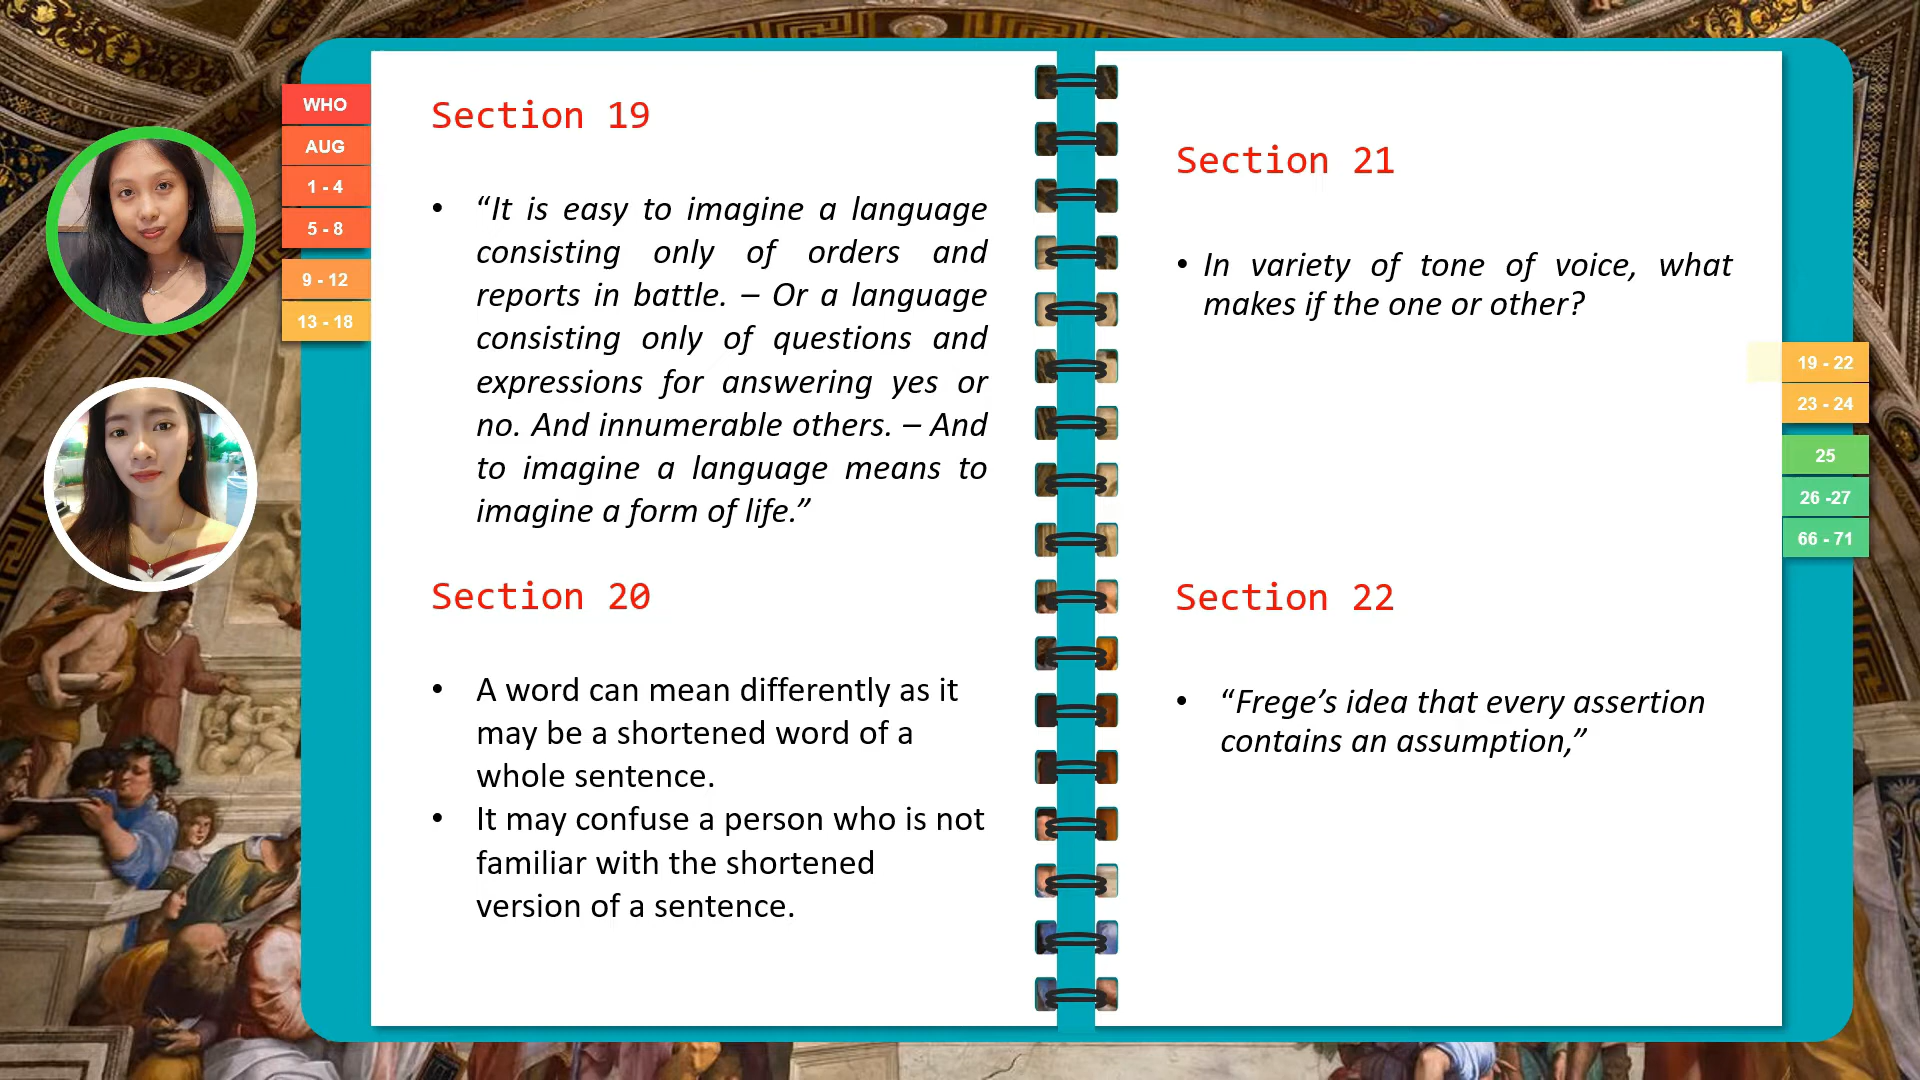 WHO
AUG
1 - 4
5 - 8
9 - 12
13 - 18
Section 19
• “It is easy to imagine a language
consisting only of orders and
reports in battle. – Or a language
consisting only of questions and
expressions for answering yes or
no. And innumerable others. – And
to imagine a language means to
imagine a form of life.”
Section 20
• A word can mean differently as it
may be a shortened word of a
whole sentence.
• It may confuse a person who is not
familiar with the shortened
version of a sentence.
Section 21
• In variety of tone of voice, what
makes if the one or other?
Section 22
• “Frege’s idea that every assertion
contains an assumption,”
19 - 22
23 - 24
25
26 -27
66 - 71